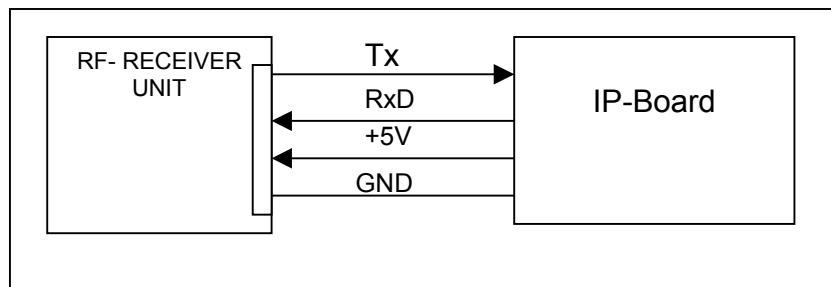 RF- RECEIVER
UNIT
Tx
RxD
+5V
GND
IP-Board